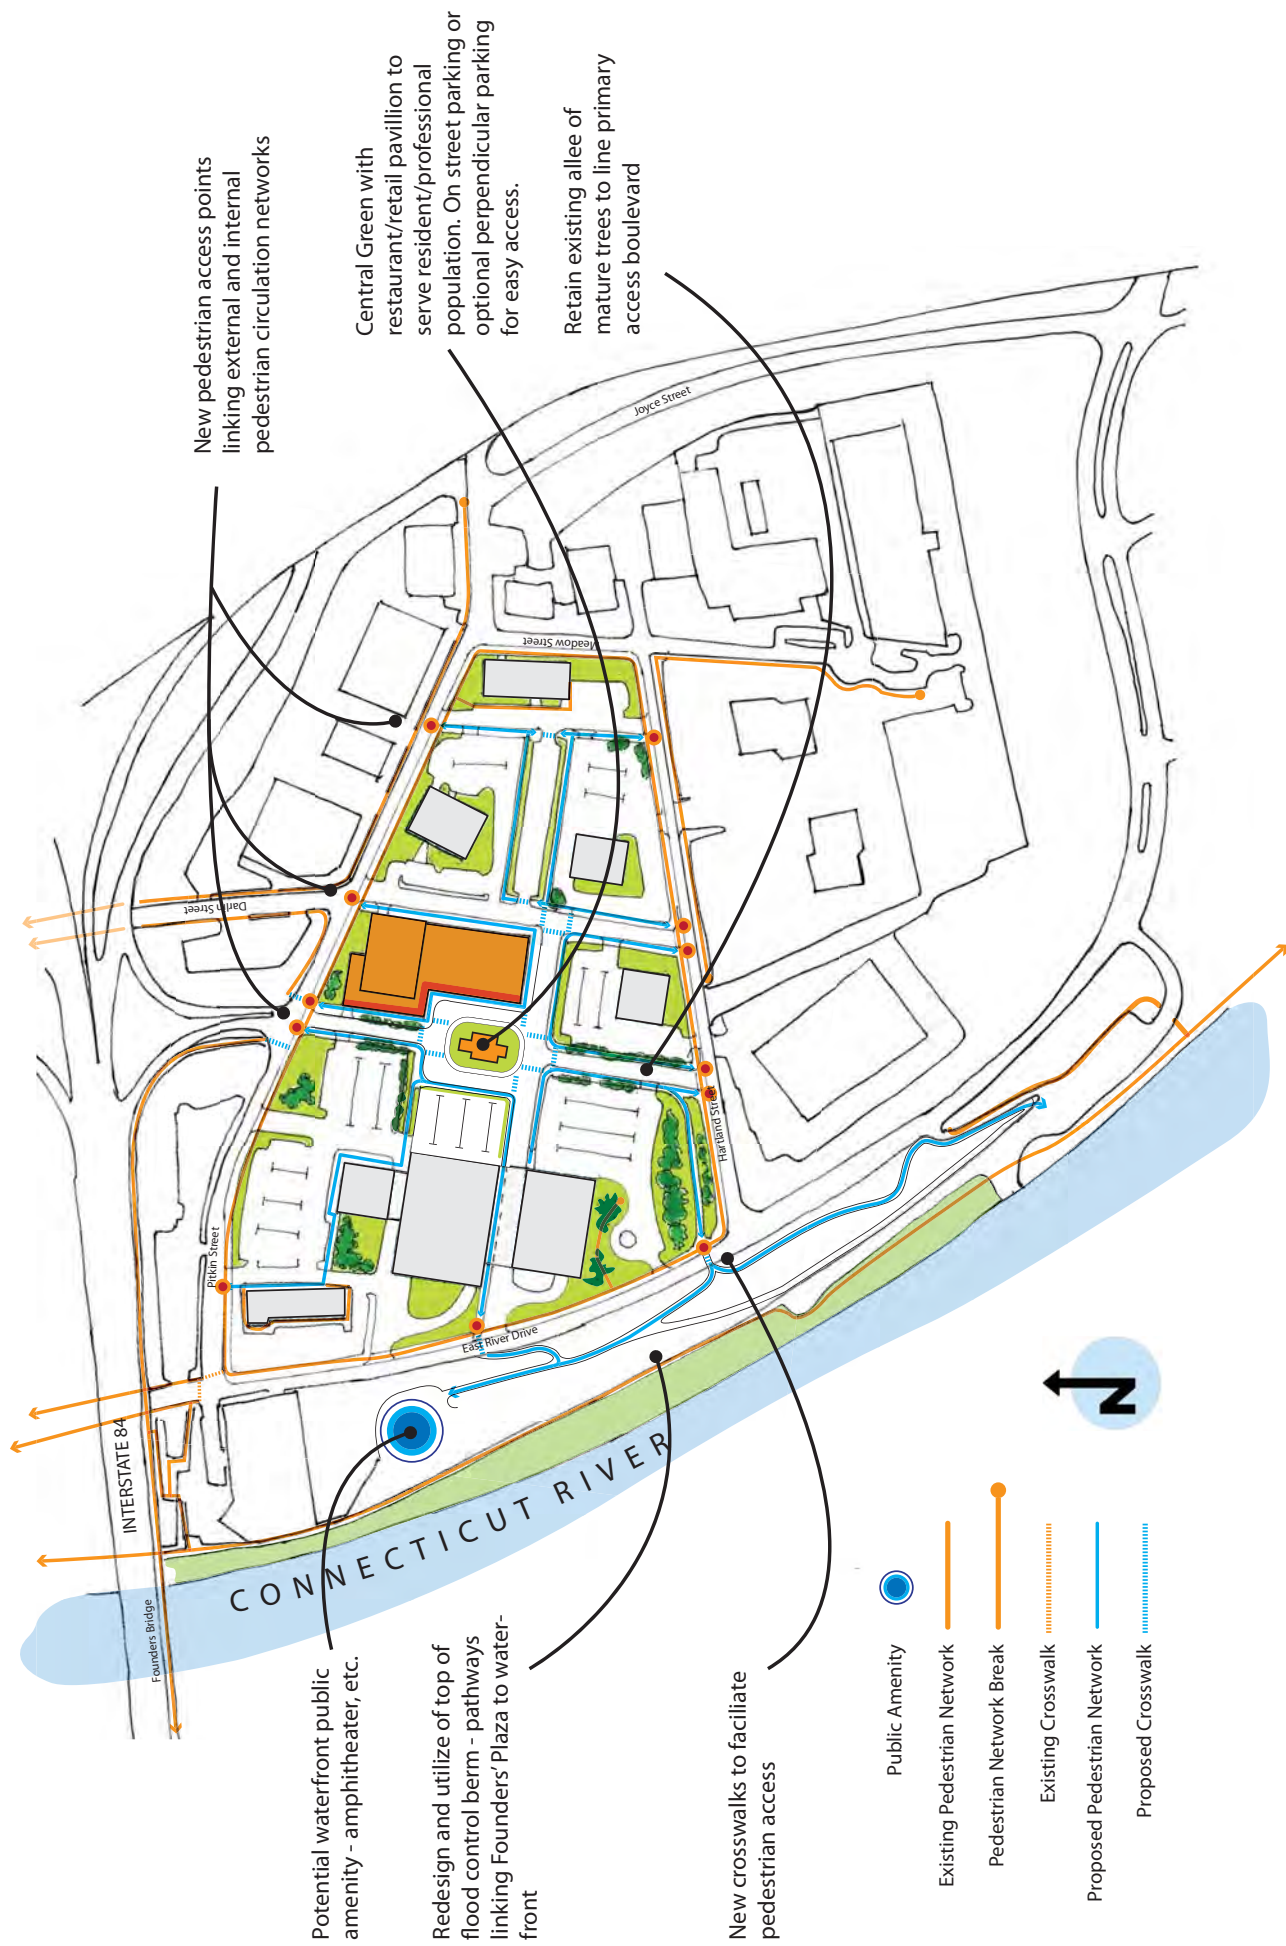 New pedestrian access points
linking external and internal
pedestrian circulation networks
Central Green with
restaurant/retail pavillion to
serve resident/professional
population. On street parking or
optional perpendicular parking
for easy access.
Retain existing allee of
mature trees to line primary
access boulevard
Joyce Street
Meadow Street
Darlin Street
Hartland Street
Pitkin Street
East River Drive
INTERSTATE 84
Founders Bridge
CONNECTICUT RIVER
N
Potential waterfront public
amenity - amphitheater, etc.
Redesign and utilize of top of
flood control berm - pathways
linking Founders' Plaza to water-
front
New crosswalks to faciliate
pedestrian access
Public Amenity
Existing Pedestrian Network
Pedestrian Network Break
Existing Crosswalk
Proposed Pedestrian Network
Proposed Crosswalk